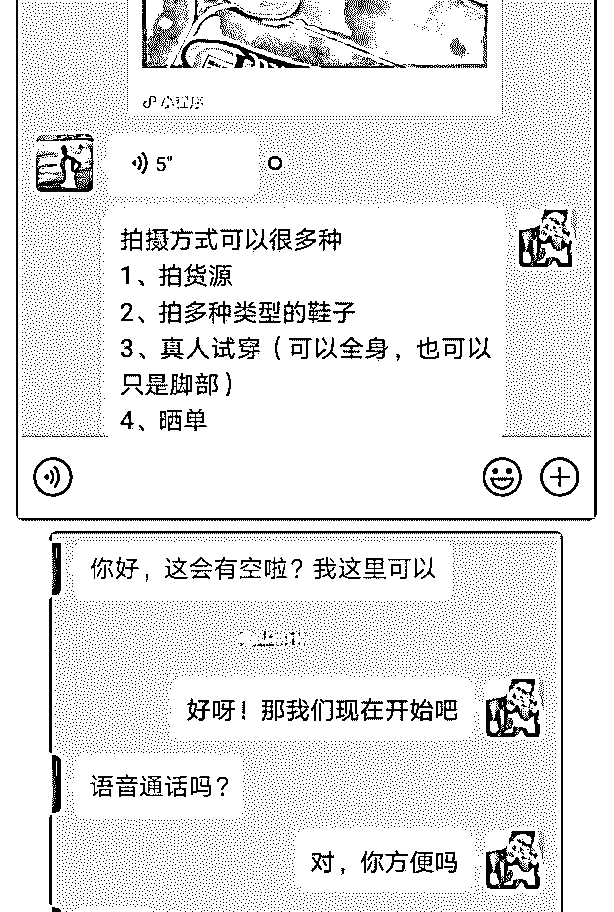 小程序
5"
拍摄方式可以很多种
1、拍货源
2、拍多种类型的鞋子
3、真人试穿（可以全身，也可以
只是脚部）
4、晒单
你好，这会有空啦？我这里可以
好呀！那我们现在开始吧
语音通话吗？
对，你方便吗